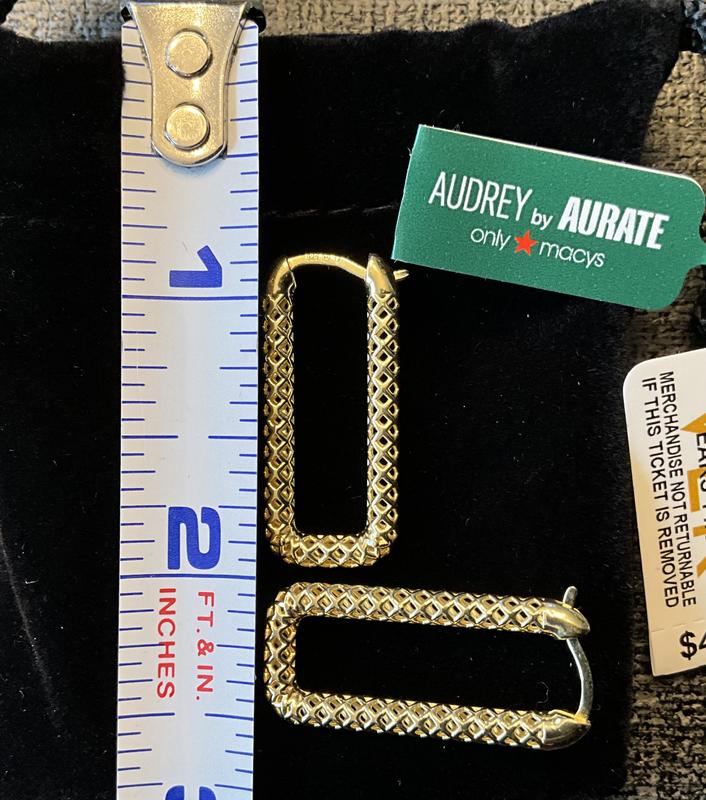 1
2
FT. & IN.
INCHES
AUDREY by AURATE
only macys
MERCHANDISE NOT RETURNABLE
IF THIS TICKET IS REMOVED
$